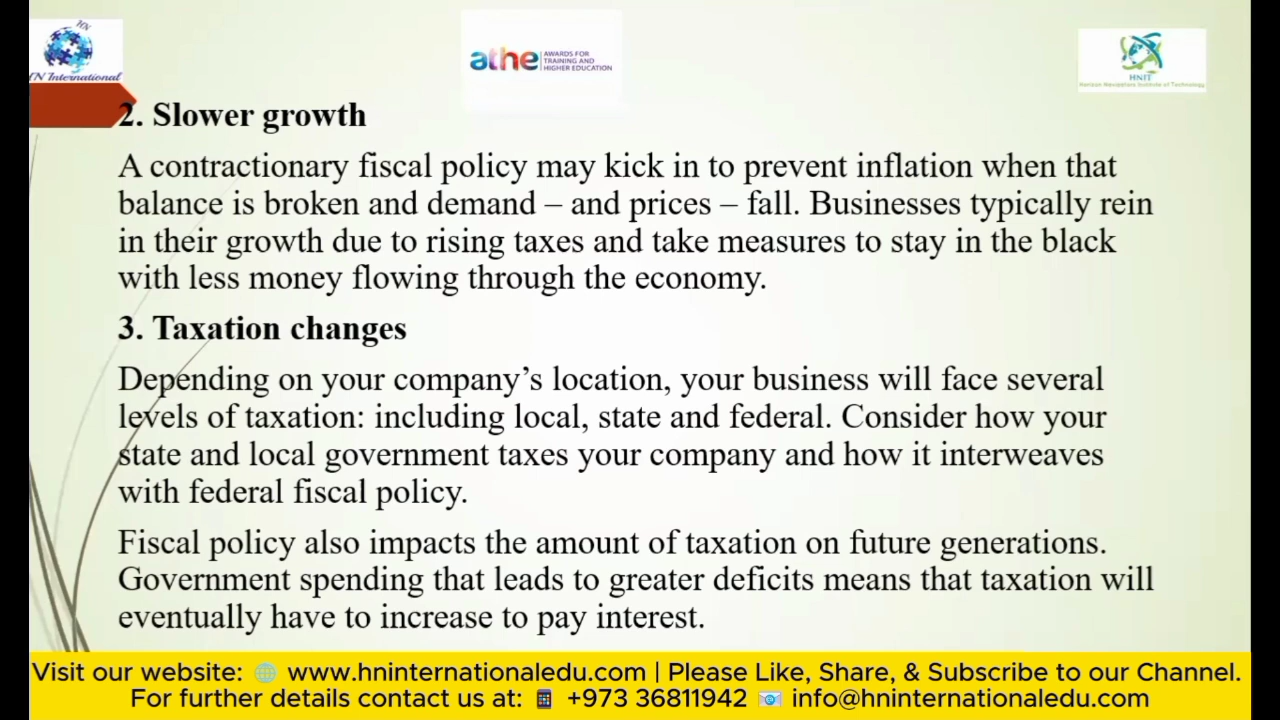 HN
HN International
athe AWARDS FOR
TRAINING AND
HIGHER EDUCATION
HNIT
Horizon Navigators Institute of Technology
2. Slower growth
A contractionary fiscal policy may kick in to prevent inflation when that
balance is broken and demand – and prices – fall. Businesses typically rein
in their growth due to rising taxes and take measures to stay in the black
with less money flowing through the economy.
3. Taxation changes
Depending on your company’s location, your business will face several
levels of taxation: including local, state and federal. Consider how your
state and local government taxes your company and how it interweaves
with federal fiscal policy.
Fiscal policy also impacts the amount of taxation on future generations.
Government spending that leads to greater deficits means that taxation will
eventually have to increase to pay interest.
Visit our website: 🌐 www.hninternationaledu.com | Please Like, Share, & Subscribe to our Channel.
For further details contact us at: 📱 +973 36811942 📧 info@hninternationaledu.com